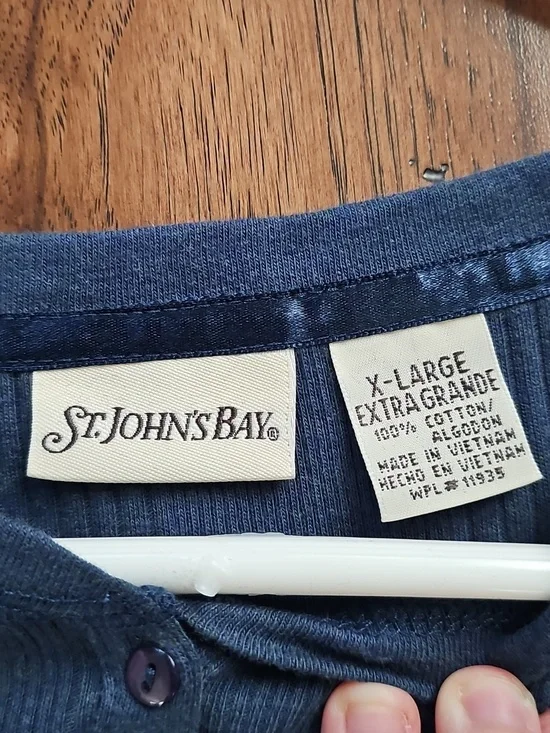 ST. JOHN'S BAY®
X-LARGE
EXTRA GRANDE
100% COTTON/
ALGODON
MADE IN VIETNAM
HECHO EN VIETNAM
WPL# 11935